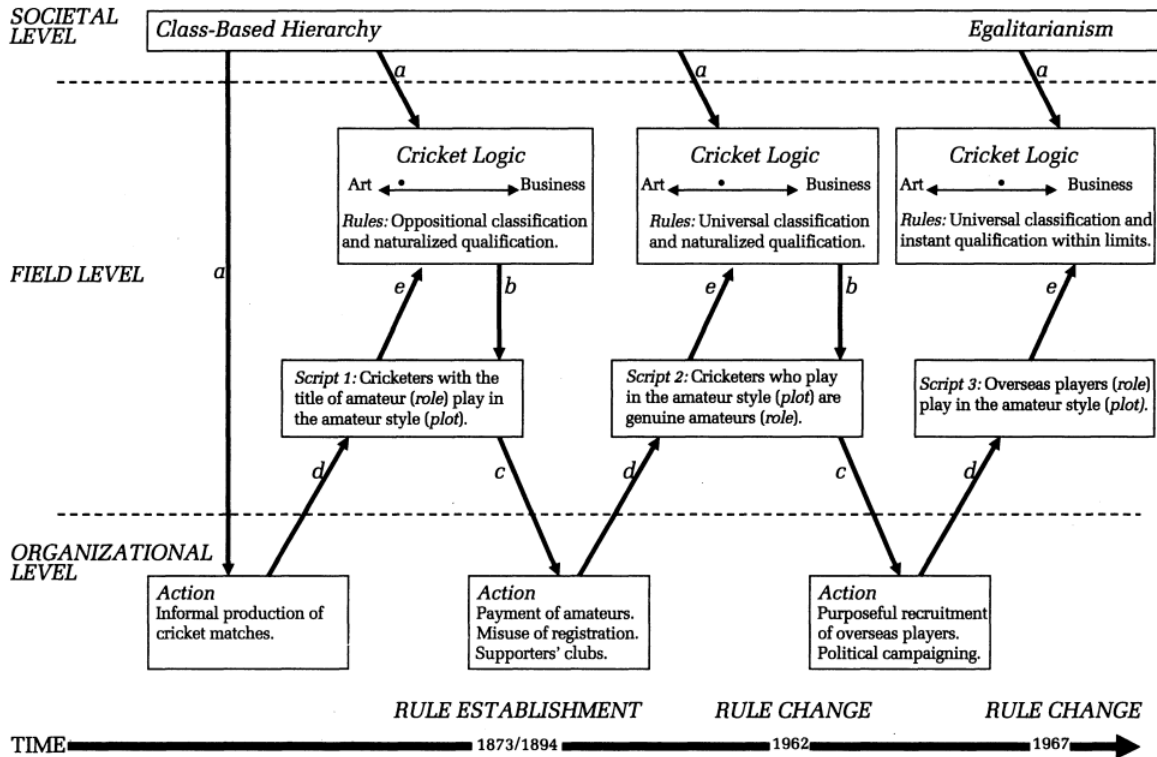 SOCIETAL
LEVEL
Class-Based Hierarchy
Egalitarianism
a
a
a
a
FIELD LEVEL
Cricket Logic
Art
Business
Rules: Oppositional classification
and naturalized qualification.
Cricket Logic
Art
Business
Rules: Universal classification
and naturalized qualification.
Cricket Logic
Art
Business
Rules: Universal classification and
instant qualification within limits.
e
b
e
b
e
Script 1: Cricketers with the
title of amateur (role) play in
the amateur style (plot).
Script 2: Cricketers who play
in the amateur style (plot) are
genuine amateurs (role).
Script 3: Overseas players (role)
play in the amateur style (plot).
d
c
d
c
d
ORGANIZATIONAL
LEVEL
Action
Informal production of
cricket matches.
Action
Payment of amateurs.
Misuse of registration.
Supporters' clubs.
Action
Purposeful recruitment
of overseas players.
Political campaigning.
RULE ESTABLISHMENT
RULE CHANGE
RULE CHANGE
TIME
1873/1894
1962
1967